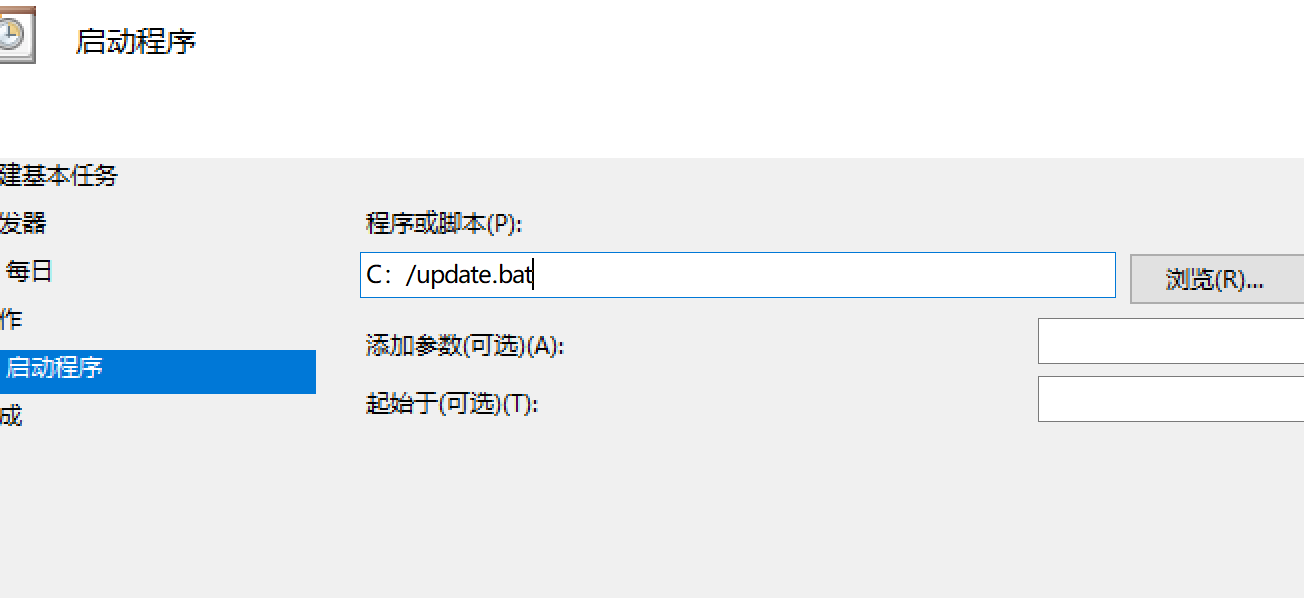 启动程序
建基本任务
发器
每日
作
启动程序
成
程序或脚本(P):
C：/update.bat
浏览(R)...
添加参数(可选)(A):
起始于(可选)(T):